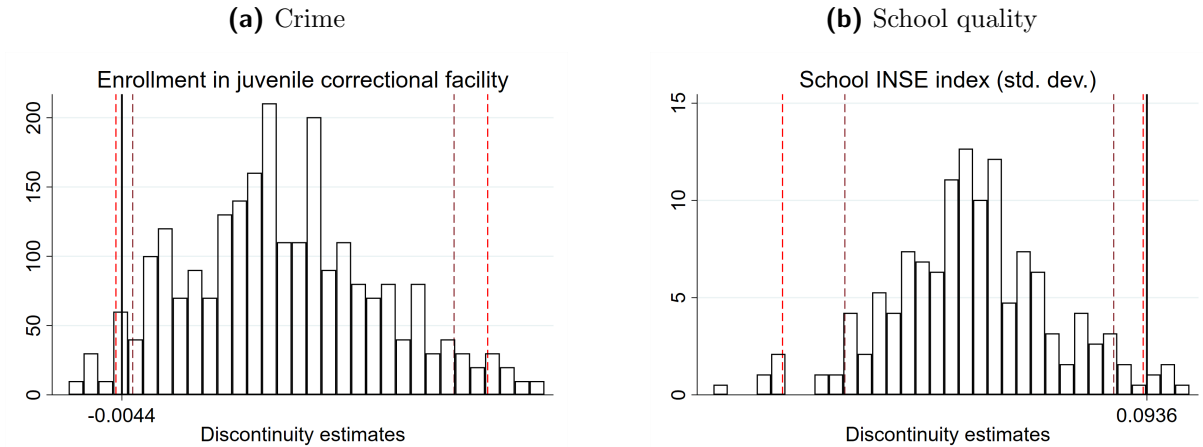 (a) Crime
Enrollment in juvenile correctional facility
200
150
100
50
0
-0.0044
Discontinuity estimates
(b) School quality
School INSE index (std. dev.)
15
10
5
0
0.0936
Discontinuity estimates